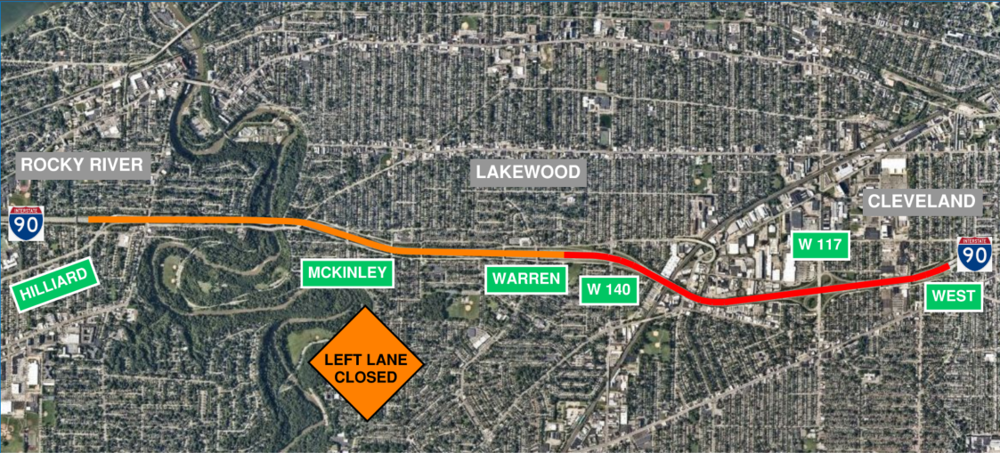 ROCKY RIVER
LAKEWOOD
CLEVELAND
INTERSTATE
90
W 117
INTERSTATE
90
HILLIARD
MCKINLEY
WARREN
W 140
WEST
LEFT LANE
CLOSED